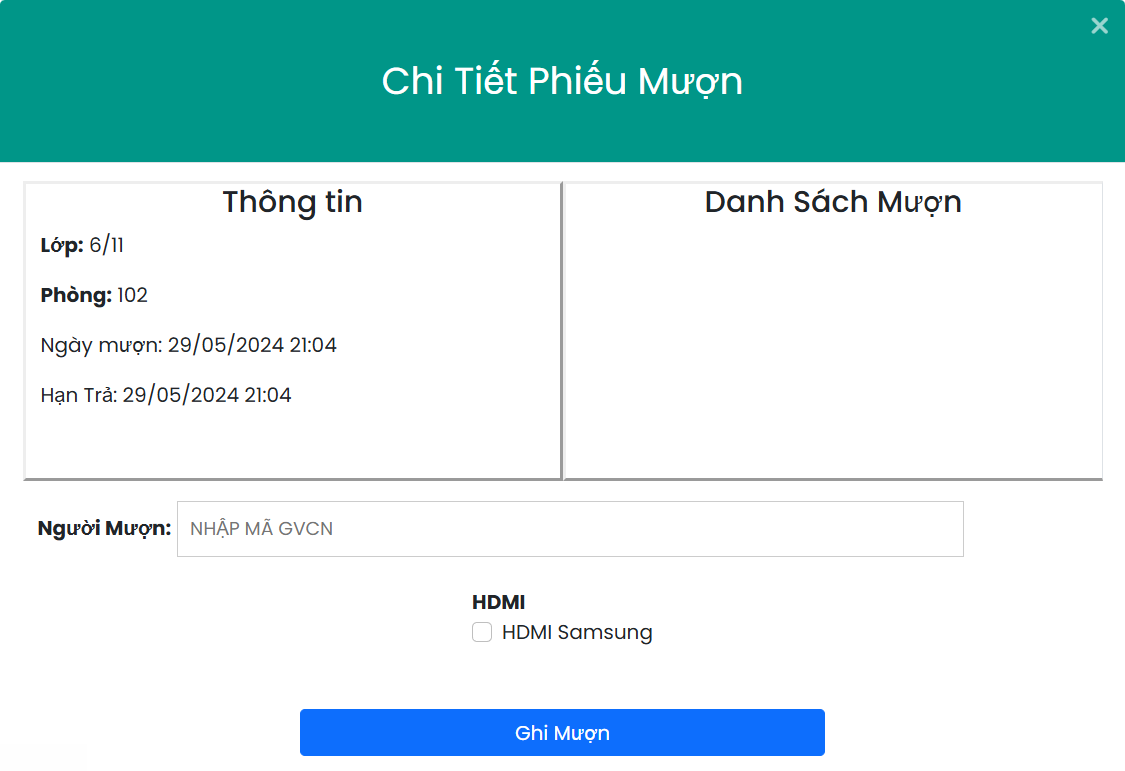 ×
Chi Tiết Phiếu Mượn
Thông tin
Lớp: 6/11
Phòng: 102
Ngày mượn: 29/05/2024 21:04
Hạn Trả: 29/05/2024 21:04
Danh Sách Mượn
Người Mượn: NHẬP MÃ GVCN
HDMI
HDMI Samsung
Ghi Mượn